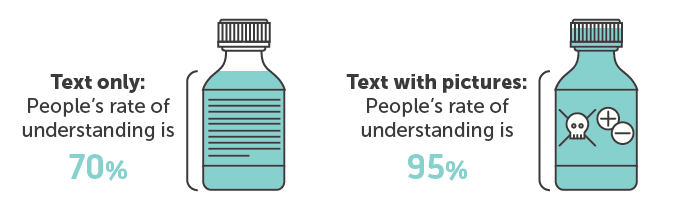 Text only:
People's rate of
understanding is
70%
Text with pictures:
People's rate of
understanding is
95%